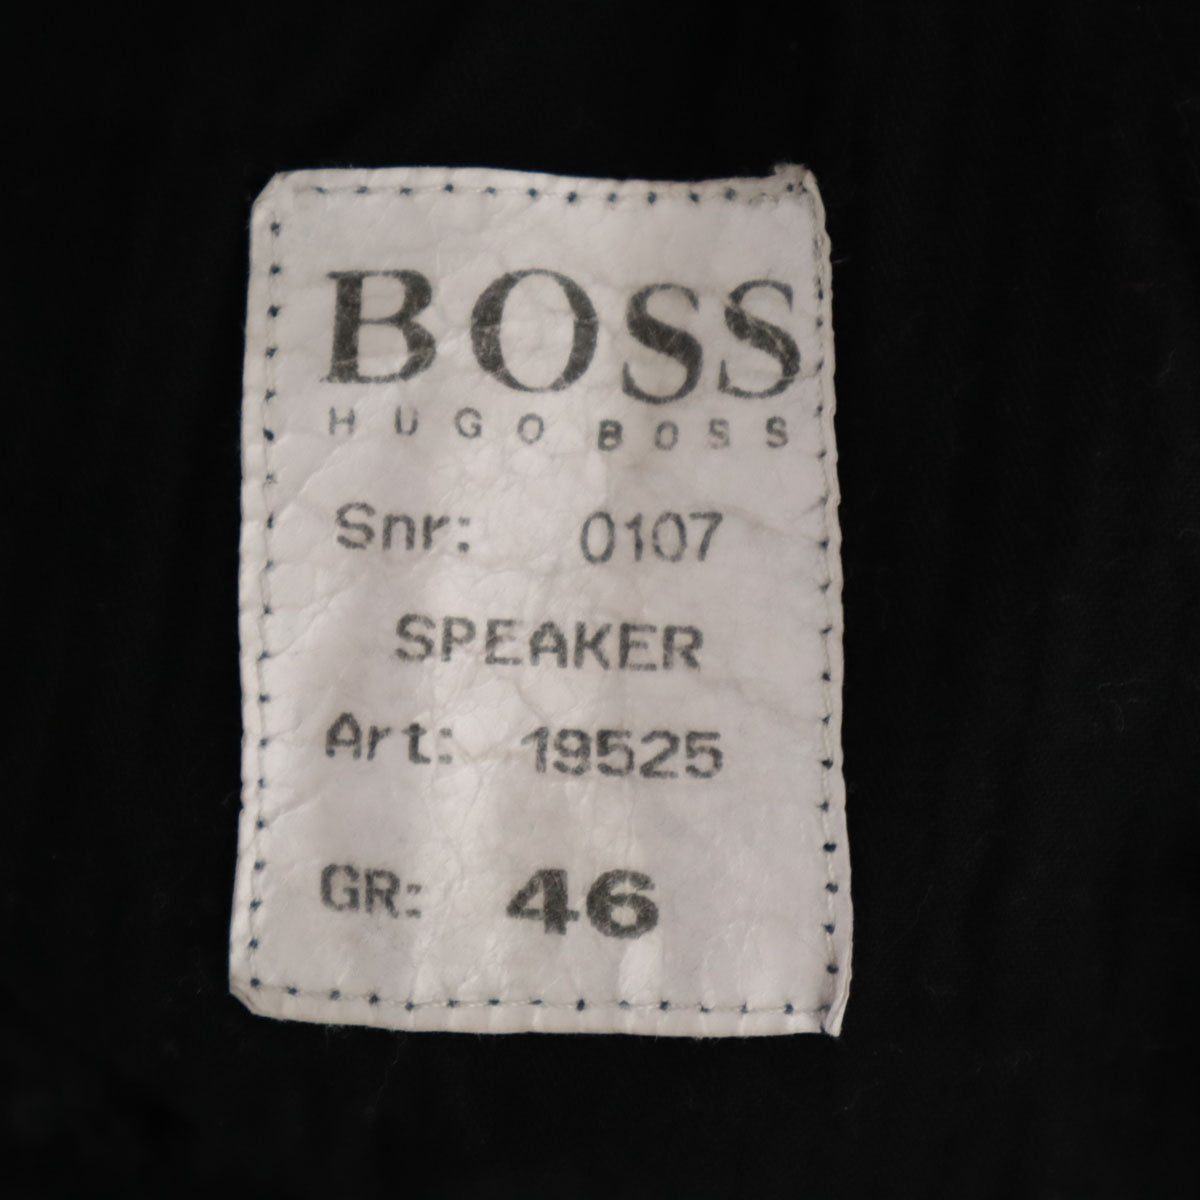 BOSS
HUGO BOSS
Snr: 0107
SPEAKER
Art: 19525
GR: 46